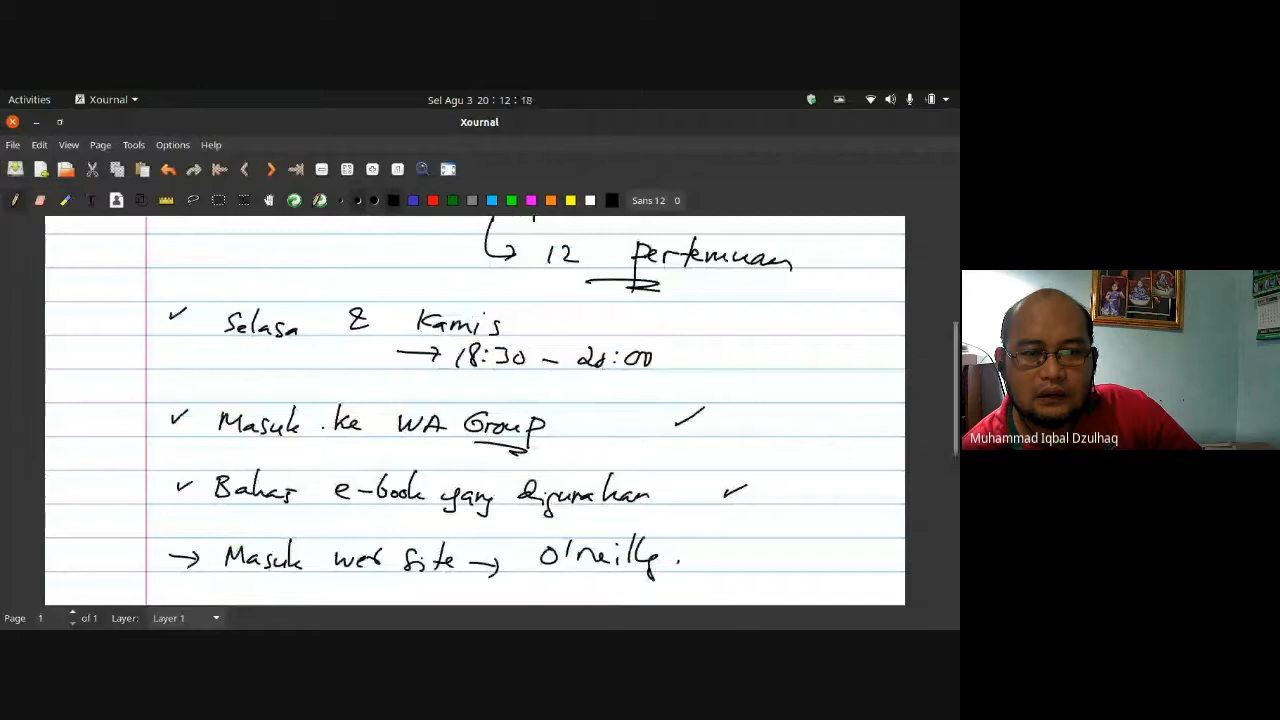 Activities Xournal Sel Agu 3 20 : 12 : 18
Xournal
File Edit View Page Tools Options Help
Sans 12 0
12 pertemuan
✓ Selasa & Kamis
→ 18:30 - 20:00
✓ Masuk ke WA Group ✓
✓ Bahas e-book yang digunakan ✓
→ Masuk web site → O'neilly.
Page 1 of 1 Layer: Layer 1
Muhammad Iqbal Dzulhaq